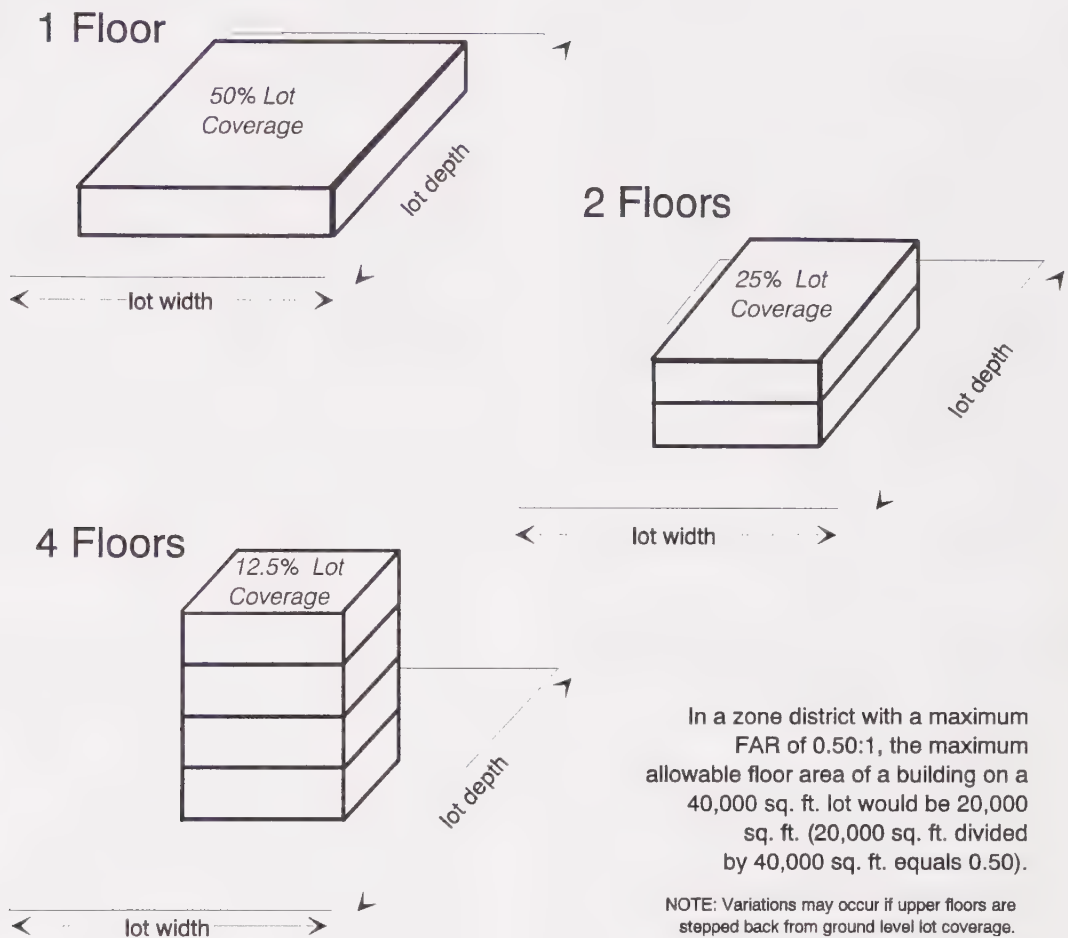 1 Floor
50% Lot
Coverage
lot depth
lot width
2 Floors
25% Lot
Coverage
lot depth
lot width
4 Floors
12.5% Lot
Coverage
lot depth
lot width
In a zone district with a maximum
FAR of 0.50:1, the maximum
allowable floor area of a building on a
40,000 sq. ft. lot would be 20,000
sq. ft. (20,000 sq. ft. divided
by 40,000 sq. ft. equals 0.50).
NOTE: Variations may occur if upper floors are
stepped back from ground level lot coverage.